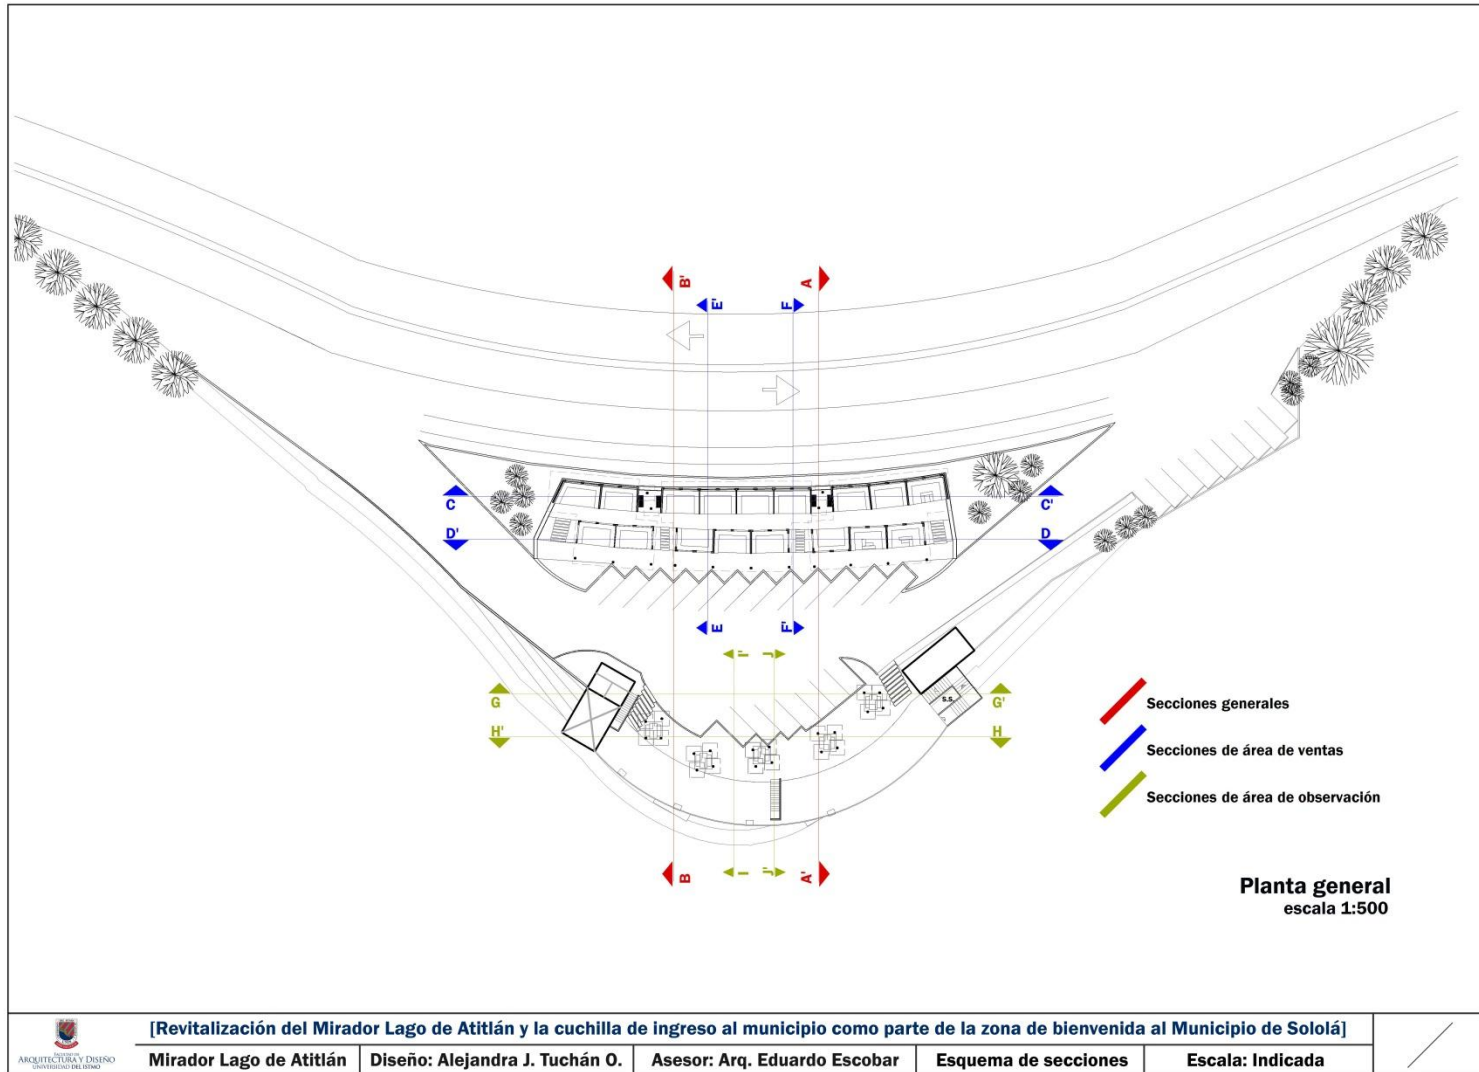 B'
A
E'
F
C
C'
D'
D
E
F'
I'
J
G
G'
S.S.
H'
H
B
I
J'
A'
Secciones generales
Secciones de área de ventas
Secciones de área de observación
Planta general
escala 1:500
[Revitalización del Mirador Lago de Atitlán y la cuchilla de ingreso al municipio como parte de la zona de bienvenida al Municipio de Sololá]
FACULTAD DE
ARQUITECTURA Y DISEÑO
UNIVERSIDAD DEL ISTMO
Mirador Lago de Atitlán
Diseño: Alejandra J. Tuchán O.
Asesor: Arq. Eduardo Escobar
Esquema de secciones
Escala: Indicada